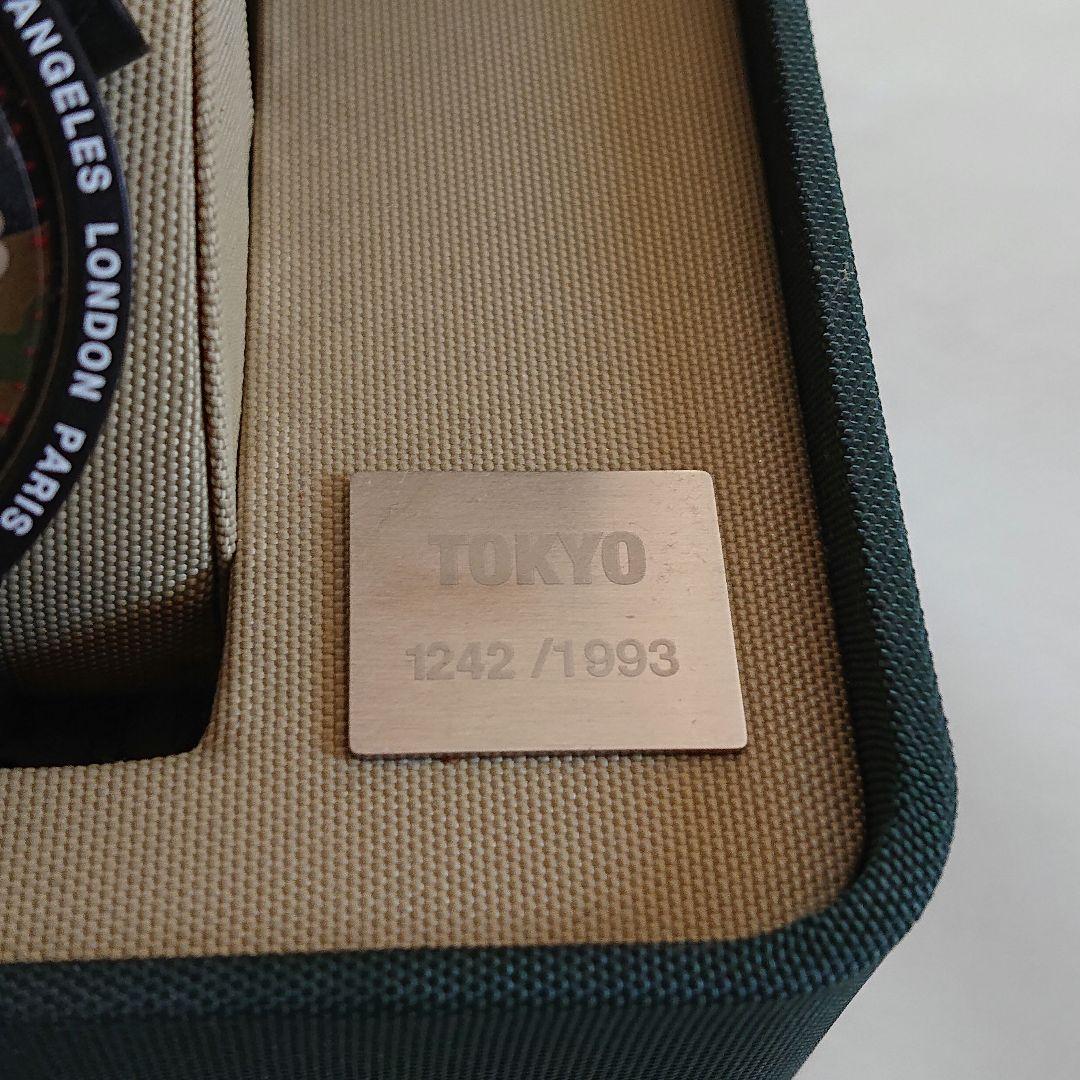 ANGELES LONDON PARIS
TOKYO
1242 /1993